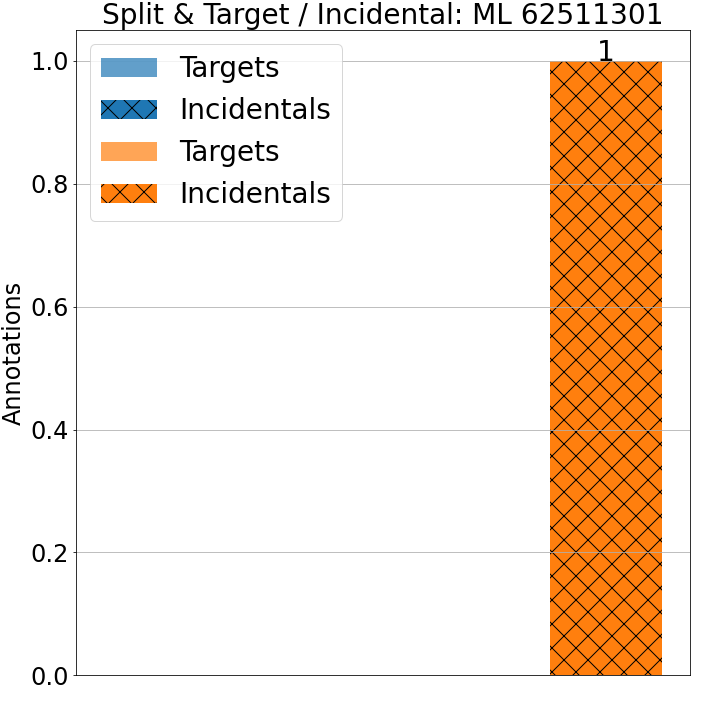 Split & Target / Incidental: ML 62511301
1
1.0
0.8
0.6
0.4
0.2
0.0
Annotations
Targets
Incidentals
Targets
Incidentals